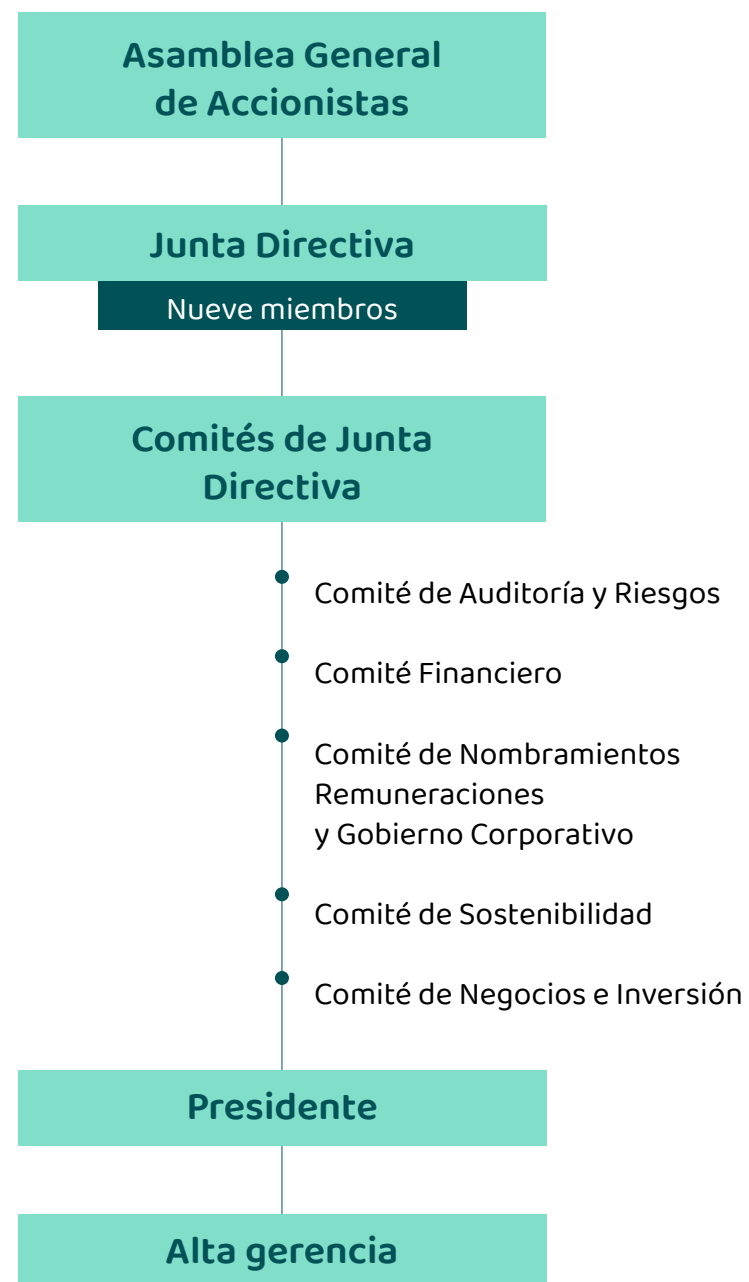 Asamblea General
de Accionistas
Junta Directiva
Nueve miembros
Comités de Junta
Directiva
Comité de Auditoría y Riesgos
Comité Financiero
Comité de Nombramientos
Remuneraciones
y Gobierno Corporativo
Comité de Sostenibilidad
Comité de Negocios e Inversión
Presidente
Alta gerencia